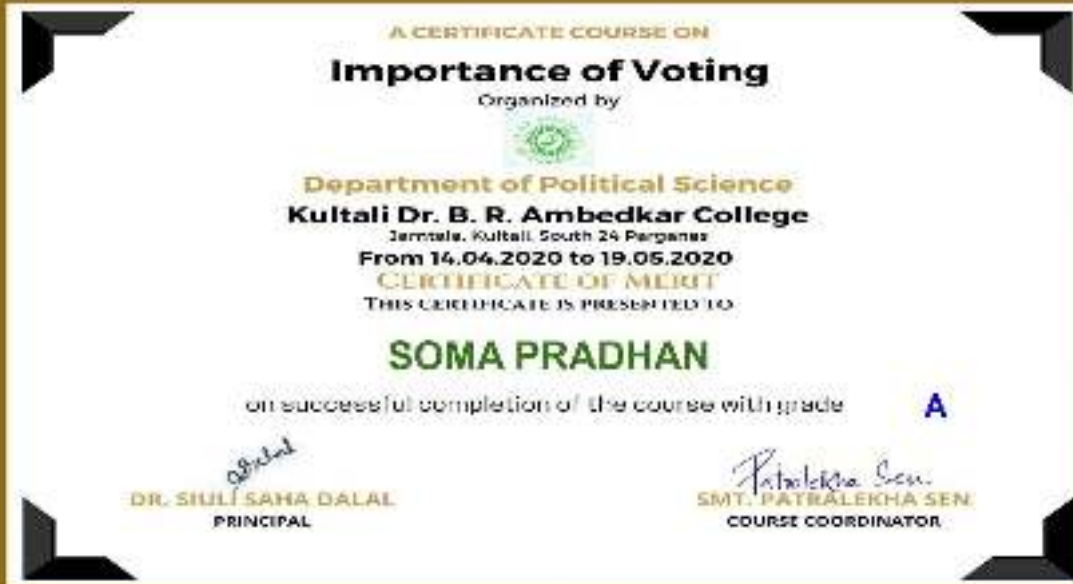 A CERTIFICATE COURSE ON
Importance of Voting
Organized by
Department of Political Science
Kultali Dr. B. R. Ambedkar College
Jamtala, Kultali, South 24 Parganas
From 14.04.2020 to 19.05.2020
CERTIFICATE OF MERIT
THIS CERTIFICATE IS PRESENTED TO
SOMA PRADHAN
on successful completion of the course with grade A
Patralekha Sen.
DR. SIULI SAHA DALAL
SMT. PATRALEKHA SEN
PRINCIPAL
COURSE COORDINATOR